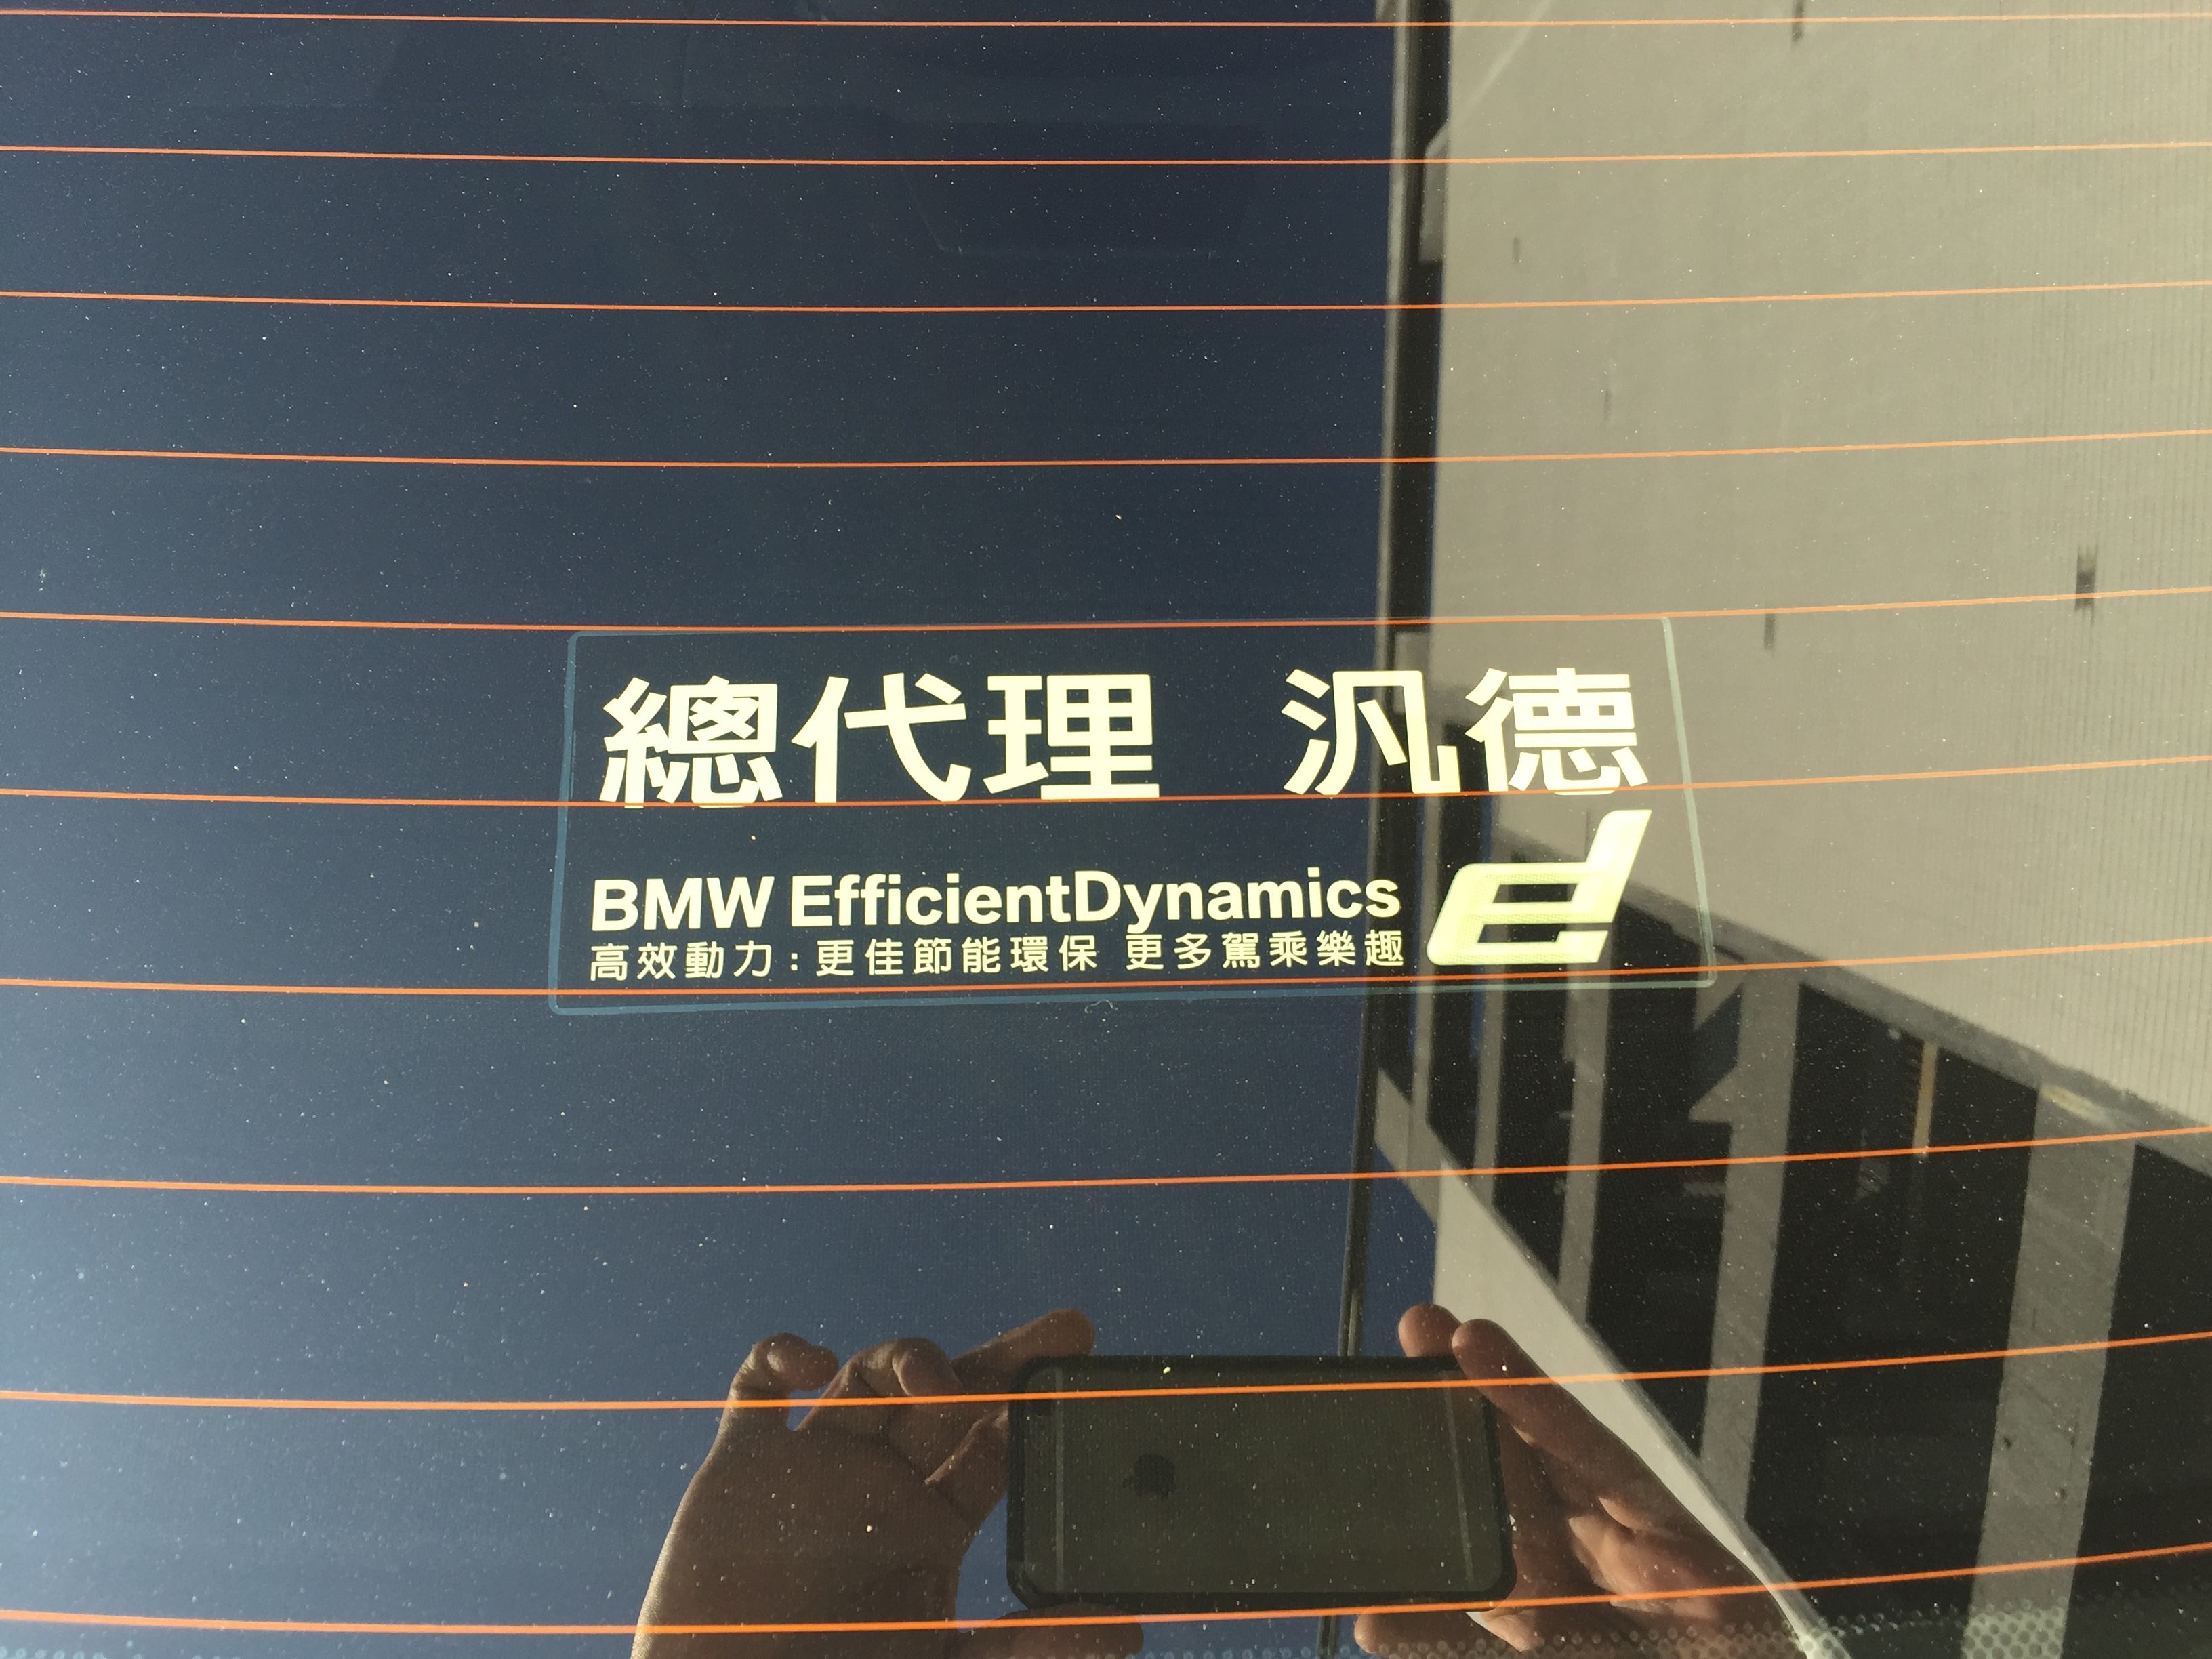 總代理 汎德
BMW EfficientDynamics
高效動力：更佳節能環保 更多駕乘樂趣